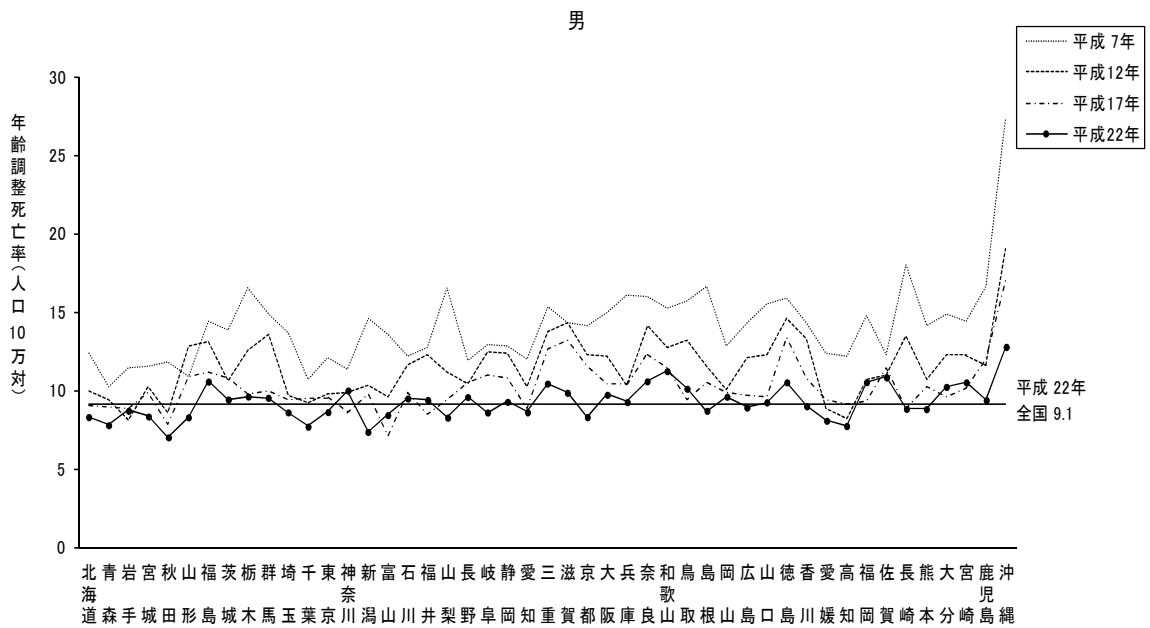 男
平成 7年
平成12年
平成17年
平成22年
年齢調整死亡率(人口10万対)
30
25
20
15
10
5
0
平成 22年
全国 9.1
北海道
青森
岩手
宮城
秋田
山形
福島
茨城
栃木
群馬
埼玉
千葉
東京
神奈川
新潟
富山
石川
福井
山梨
長野
岐阜
静岡
愛知
三重
滋賀
京都
大阪
兵庫
奈良
和歌山
鳥取
島根
岡山
広島
山口
徳島
香川
愛媛
高知
福岡
佐賀
長崎
熊本
大分
宮崎
鹿児島
沖縄